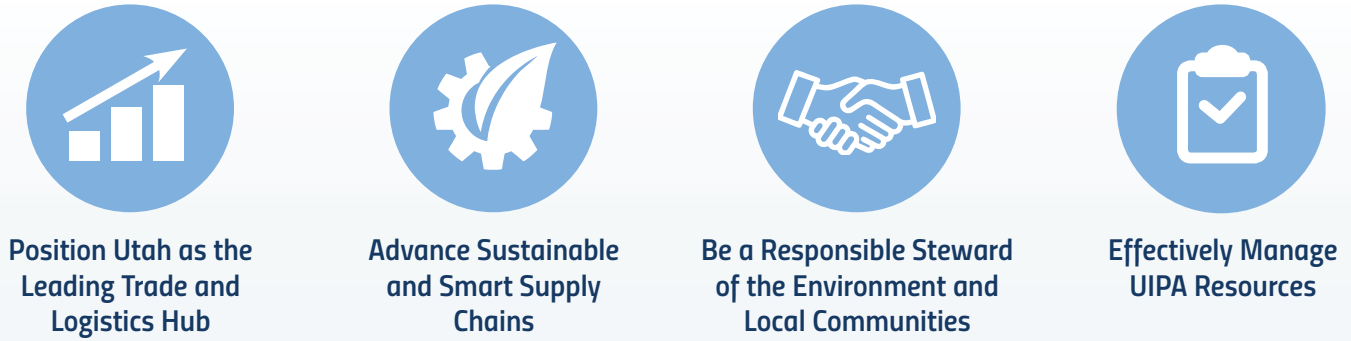 Position Utah as the
Leading Trade and
Logistics Hub
Advance Sustainable
and Smart Supply
Chains
Be a Responsible Steward
of the Environment and
Local Communities
Effectively Manage
UIPA Resources